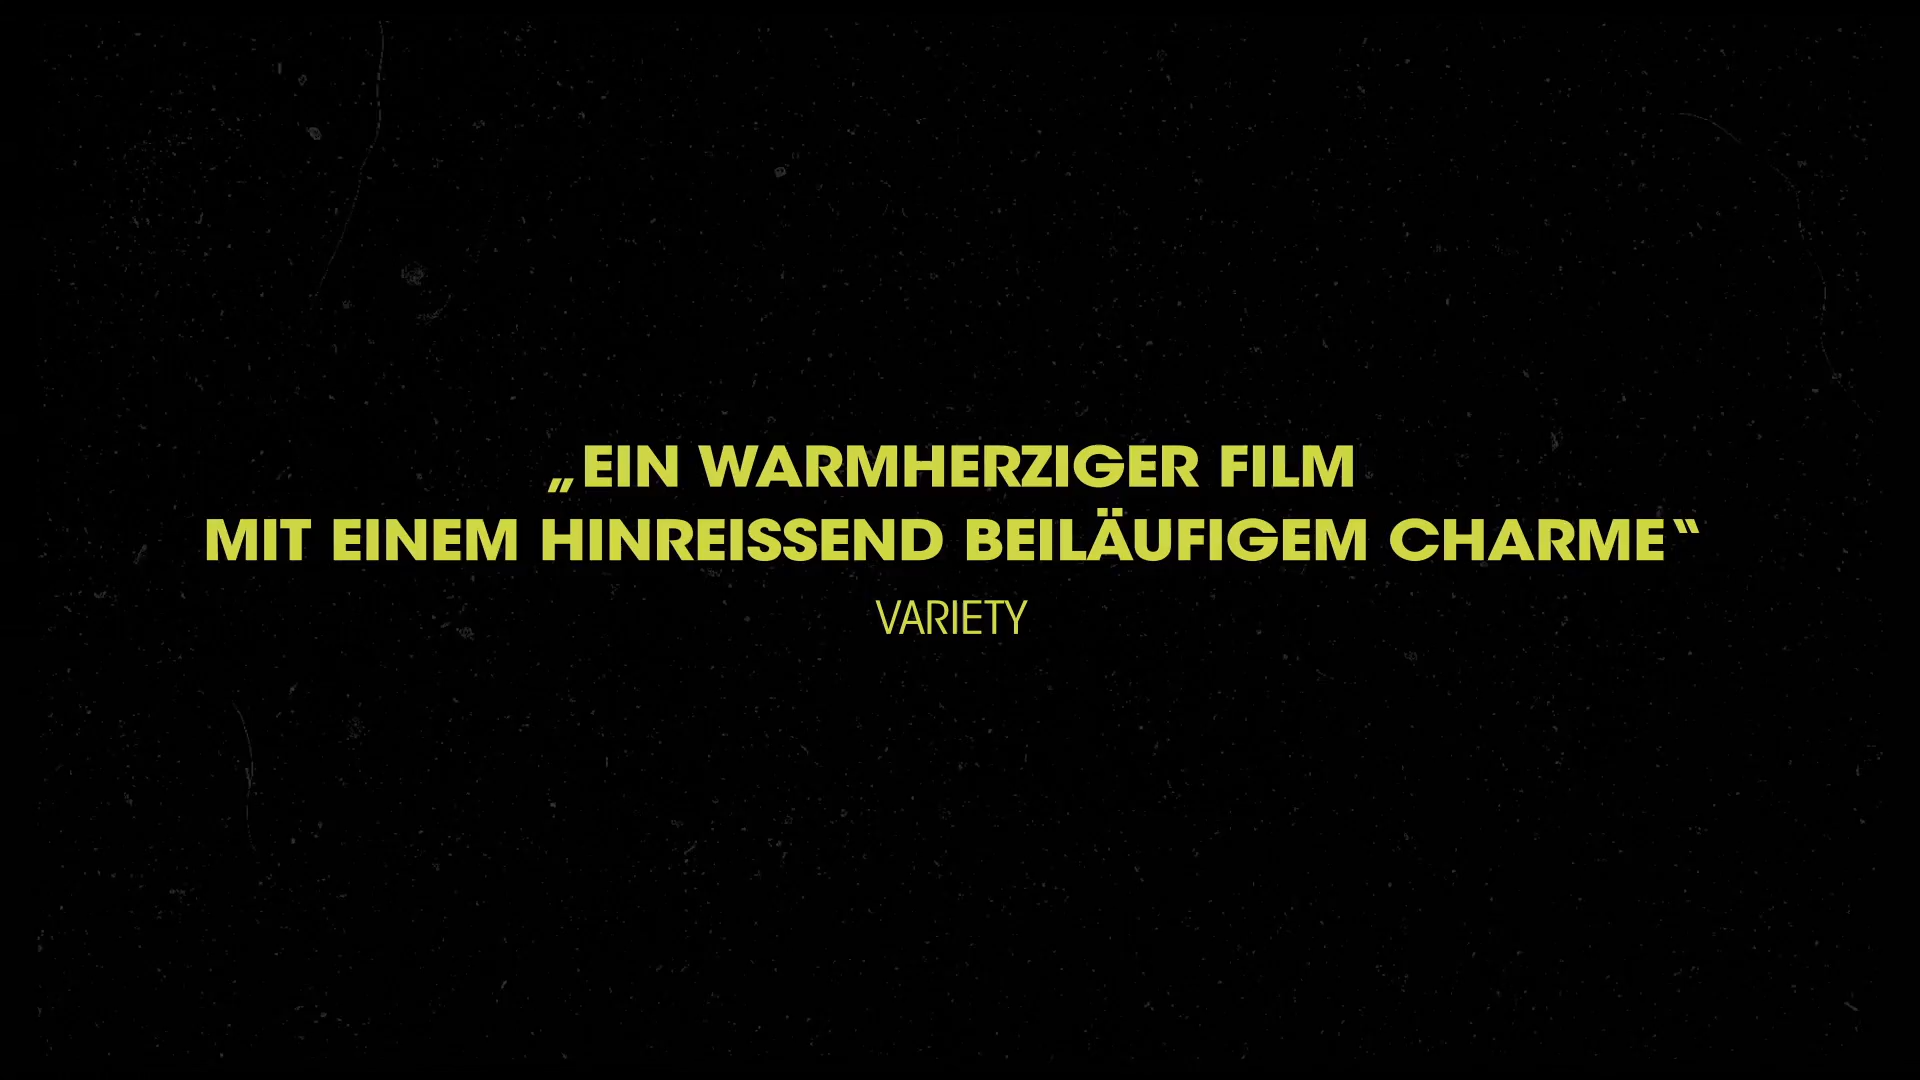 „EIN WARMHERZIGER FILM
MIT EINEM HINREISSEND BEILÄUFIGEM CHARME“
VARIETY